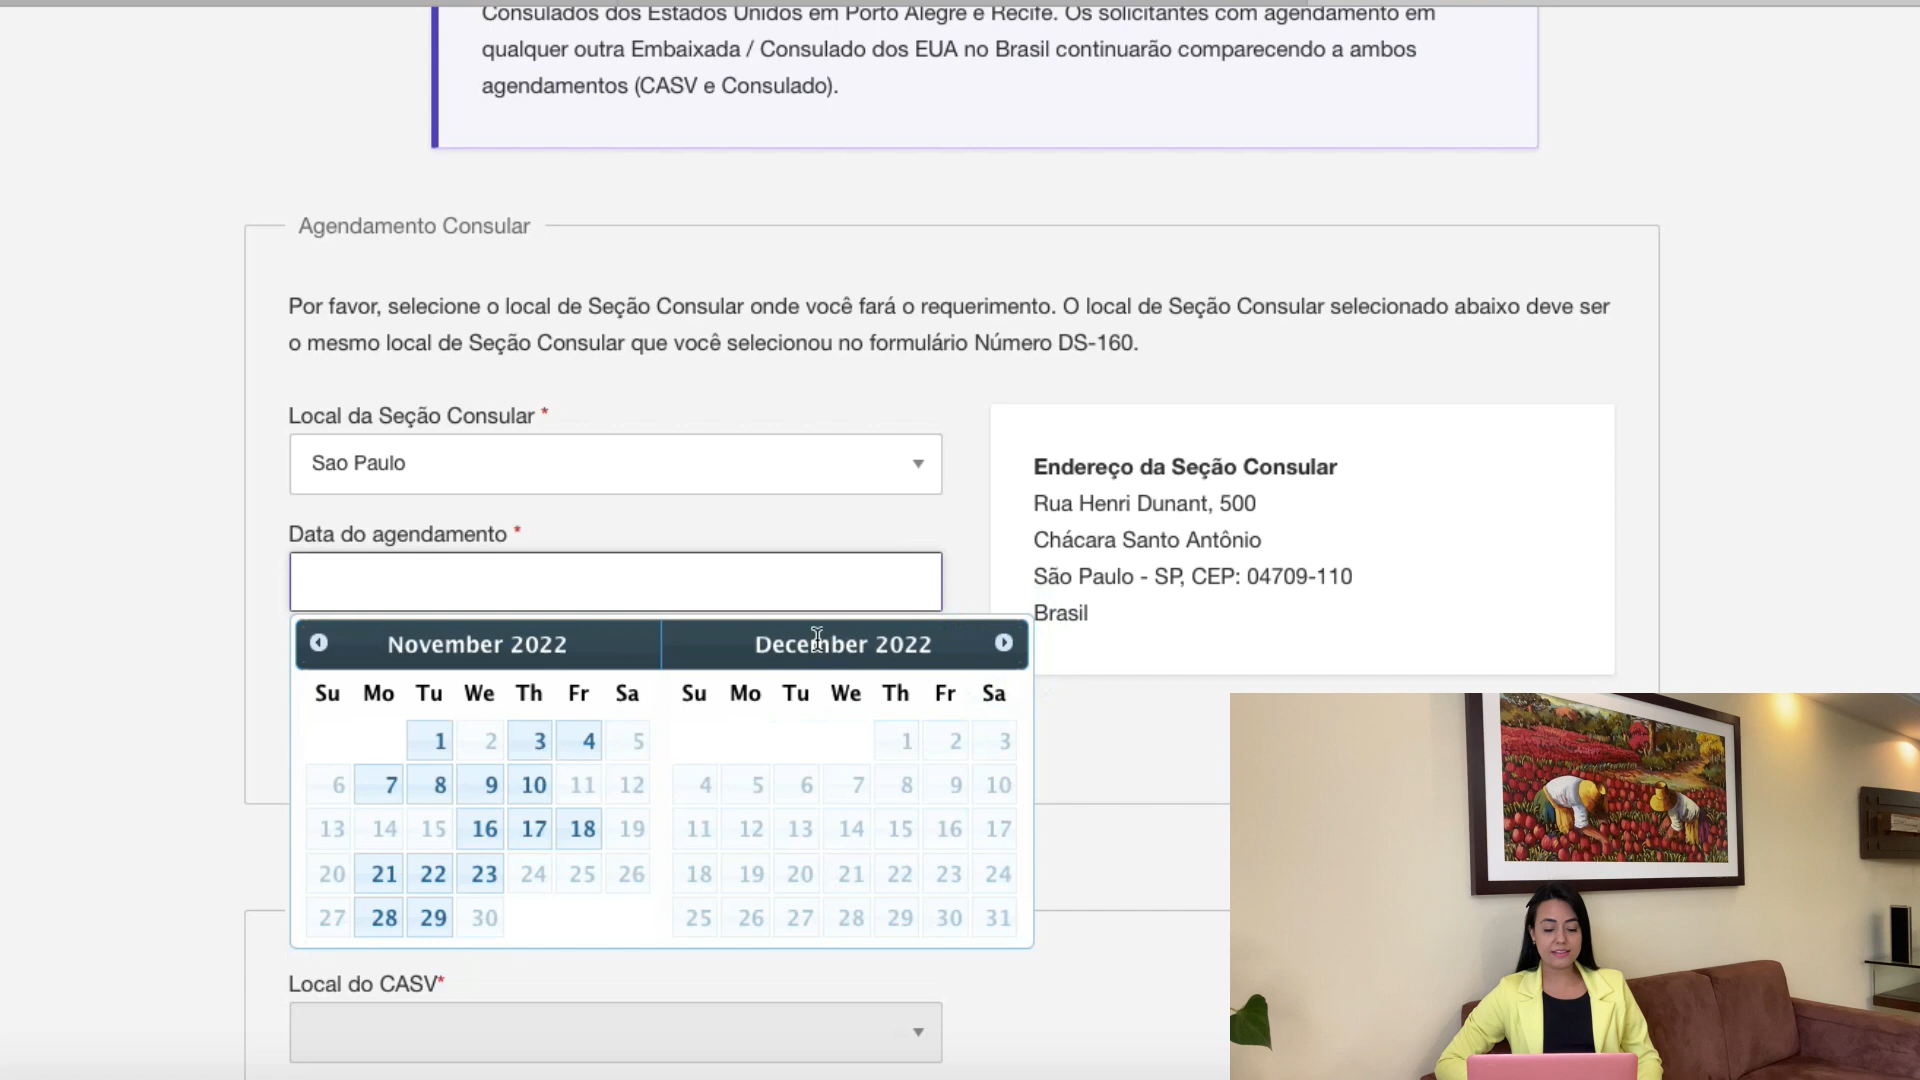 Consulados dos Estados Unidos em Porto Alegre e Recife. Os solicitantes com agendamento em
qualquer outra Embaixada / Consulado dos EUA no Brasil continuarão comparecendo a ambos
agendamentos (CASV e Consulado).
Agendamento Consular
Por favor, selecione o local de Seção Consular onde você fará o requerimento. O local de Seção Consular selecionado abaixo deve ser
o mesmo local de Seção Consular que você selecionou no formulário Número DS-160.
Local da Seção Consular *
Sao Paulo
Data do agendamento *
Endereço da Seção Consular
Rua Henri Dunant, 500
Chácara Santo Antônio
São Paulo - SP, CEP: 04709-110
Brasil
November 2022
Su Mo Tu We Th Fr Sa
1 2 3 4 5
6 7 8 9 10 11 12
13 14 15 16 17 18 19
20 21 22 23 24 25 26
27 28 29 30
December 2022
Su Mo Tu We Th Fr Sa
1 2 3
4 5 6 7 8 9 10
11 12 13 14 15 16 17
18 19 20 21 22 23 24
25 26 27 28 29 30 31
Local do CASV*